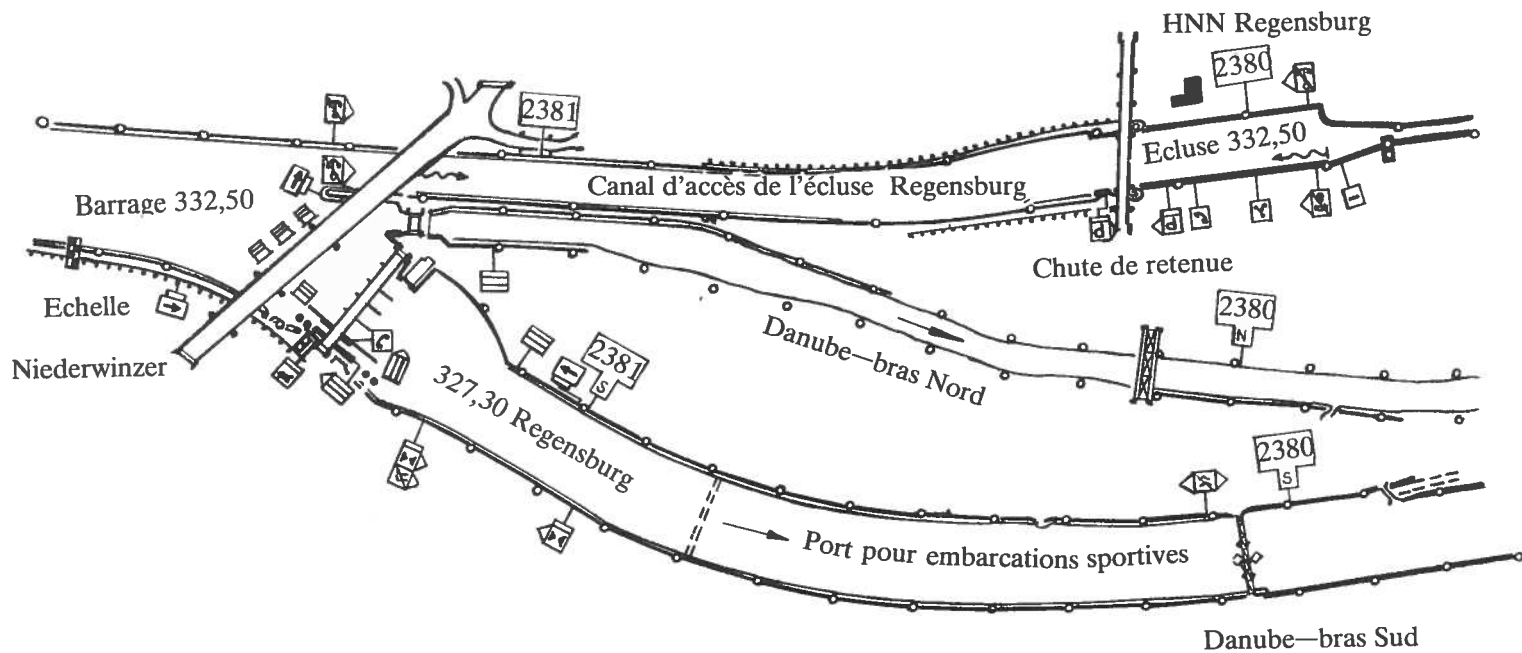 HNN Regensburg
2380
2381
Ecluse 332,50
Canal d'accès de l'écluse Regensburg
Barrage 332,50
Chute de retenue
Echelle
2380
N
Danube—bras Nord
Niederwinzer
2381
S
327,30 Regensburg
2380
S
Port pour embarcations sportives
Danube—bras Sud